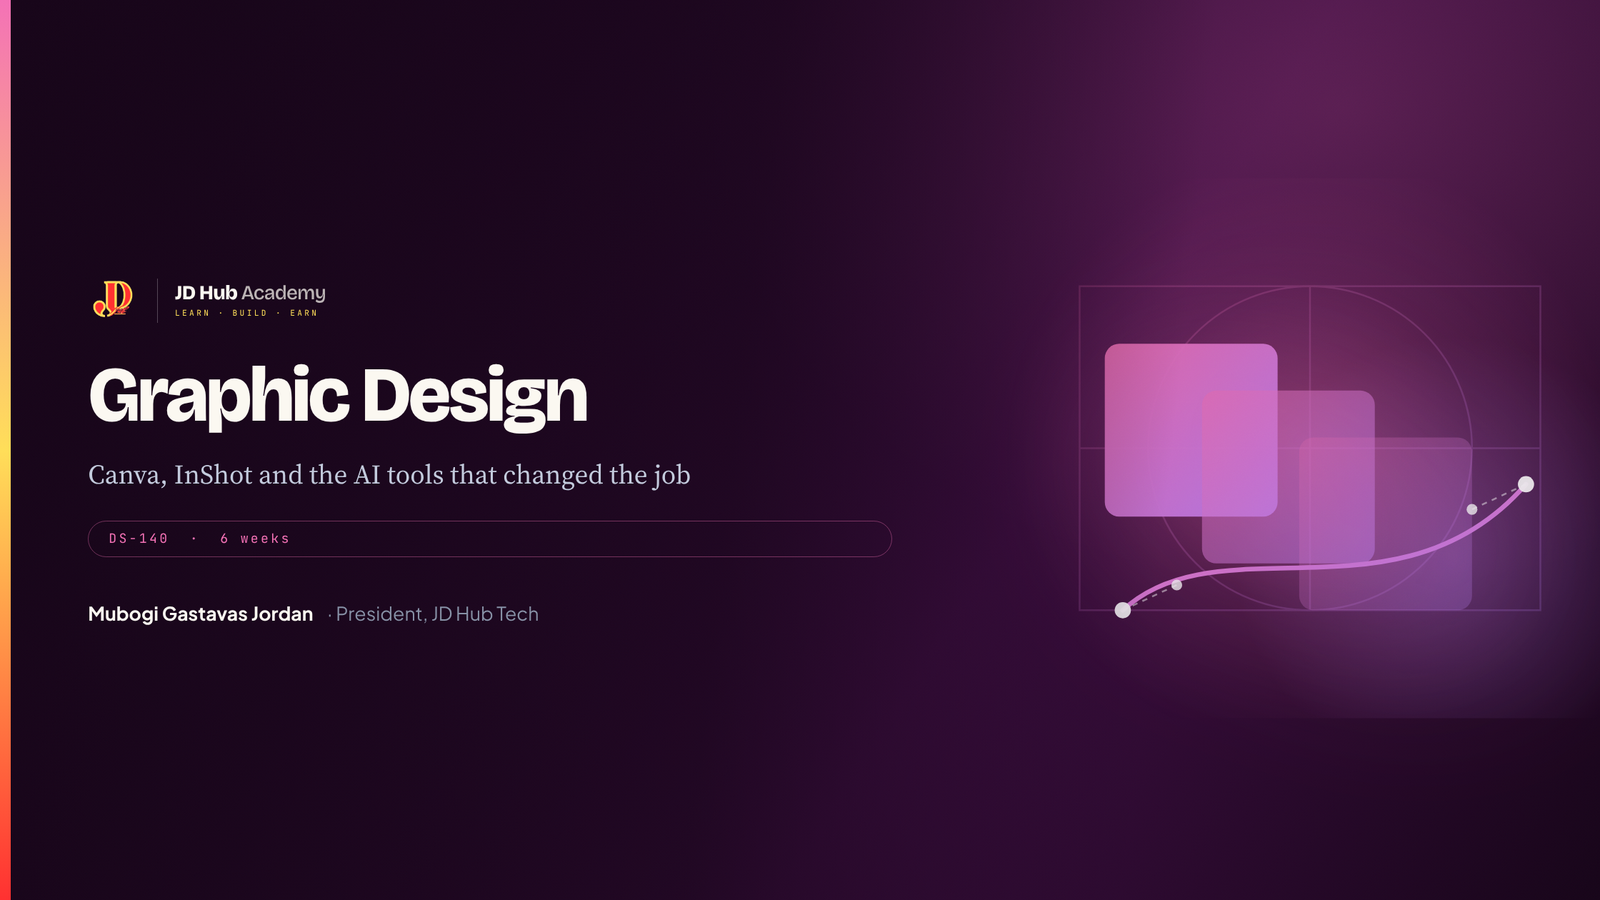 JD Hub Academy
LEARN · BUILD · EARN
Graphic Design
Canva, InShot and the AI tools that changed the job
DS-140 · 6 weeks
Mubogi Gastavas Jordan · President, JD Hub Tech